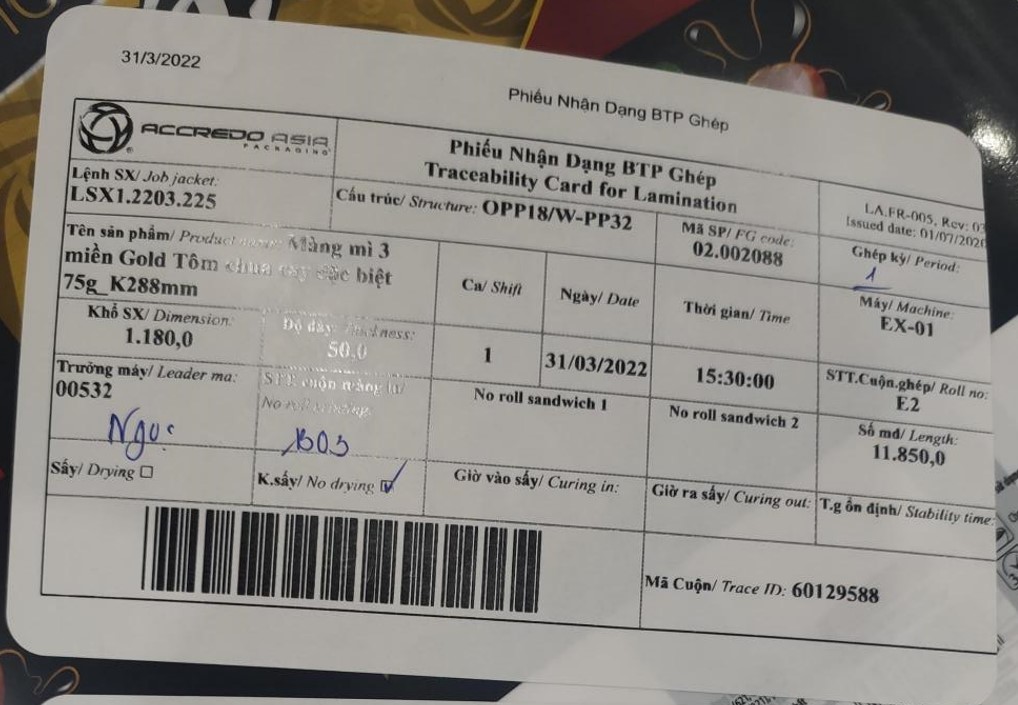 31/3/2022
Phiếu Nhận Dạng BTP Ghép
ACCREDO ASIA
PACKAGING
Phiếu Nhận Dạng BTP Ghép
Traceability Card for Lamination
LA.FR-005, Rev: 03
Issued date: 01/07/2020
Lệnh SX/ Job jacket:
LSX1.2203.225
Cấu trúc/ Structure: OPP18/W-PP32
Mã SP/ FG code:
02.002088
Ghép kỳ/ Period:
1
Tên sản phẩm/ Product name: Màng mì 3
miền Gold Tôm chua cay đặc biệt
75g_K288mm
Ca/ Shift
Ngày/ Date
Thời gian/ Time
Máy/ Machine:
EX-01
Khổ SX/ Dimension:
1.180,0
Độ dày/ Thickness:
50,0
1
31/03/2022
15:30:00
STT.Cuộn.ghép/ Roll no:
E2
Trưởng máy/ Leader ma:
00532
STT cuộn màng in/
No roll printing:
B03
No roll sandwich 1
No roll sandwich 2
Số md/ Length:
11.850,0
Sấy/ Drying
K.sấy/ No drying
Giờ vào sấy/ Curing in:
Giờ ra sấy/ Curing out:
T.g ổn định/ Stability time:
Mã Cuộn/ Trace ID: 60129588